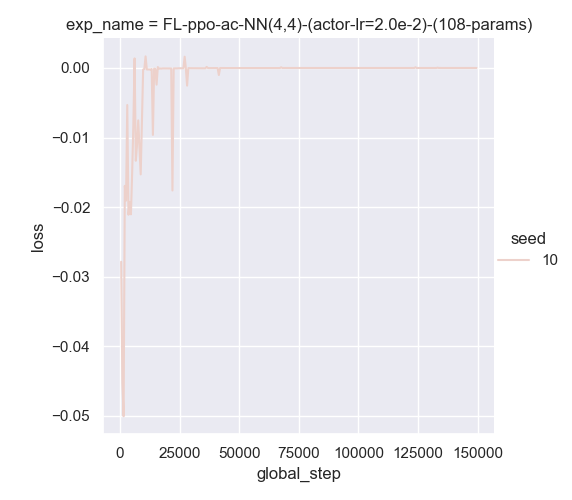 exp_name = FL-ppo-ac-NN(4,4)-(actor-lr=2.0e-2)-(108-params)
0.00
−0.01
−0.02
−0.03
−0.04
−0.05
loss
0 25000 50000 75000 100000 125000 150000
global_step
seed
10